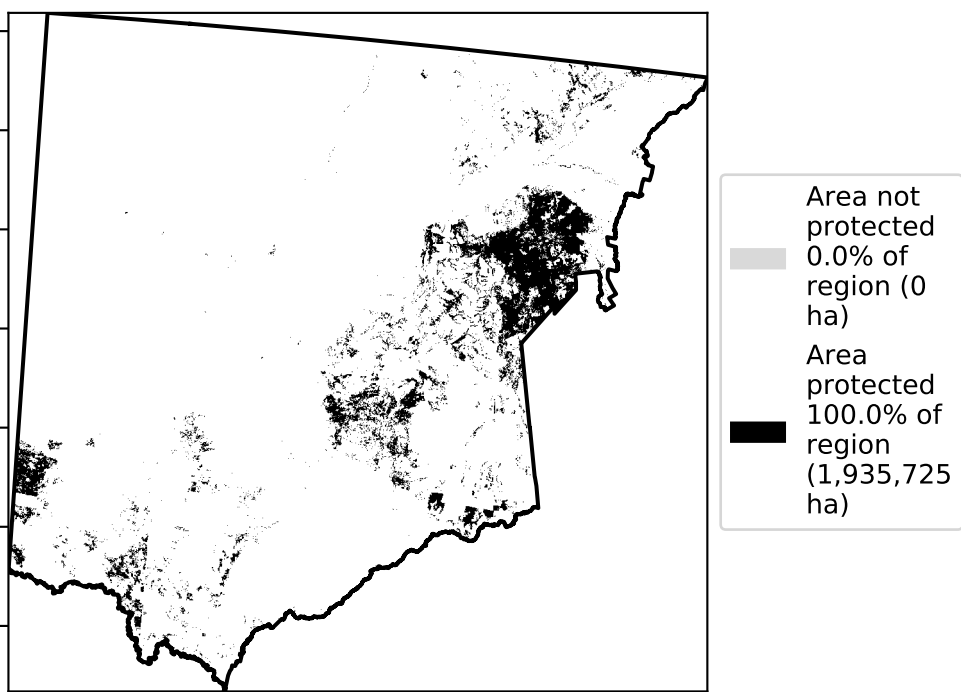 Area not
protected
0.0% of
region (0
ha)
Area
protected
100.0% of
region
(1,935,725
ha)